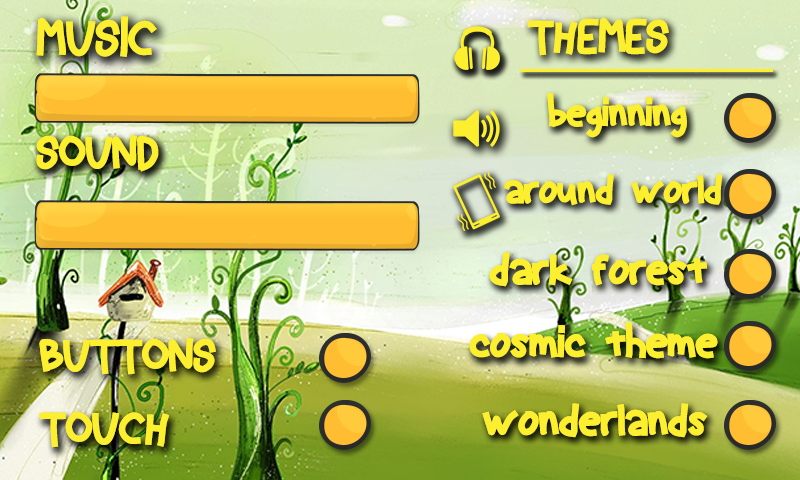 MUSIC
SOUND
BUTTONS
TOUCH
THEMES
beginning
around world
dark forest
cosmic theme
wonderlands